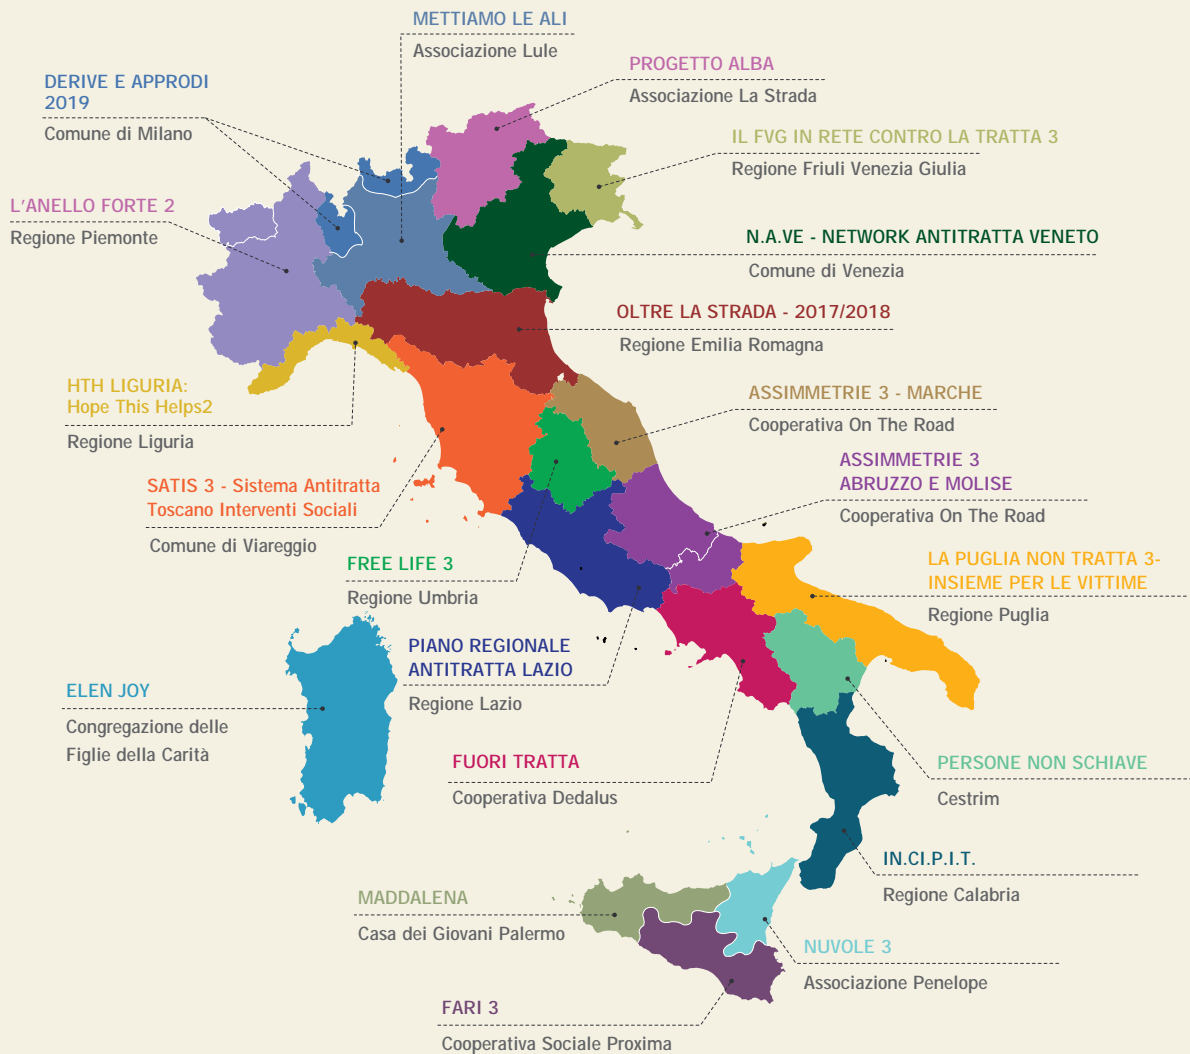 METTIAMO LE ALI
Associazione Lule
DERIVE E APPRODI
2019
Comune di Milano
PROGETTO ALBA
Associazione La Strada
IL FVG IN RETE CONTRO LA TRATTA 3
Regione Friuli Venezia Giulia
L'ANELLO FORTE 2
Regione Piemonte
N.A.VE - NETWORK ANTITRATTA VENETO
Comune di Venezia
OLTRE LA STRADA - 2017/2018
Regione Emilia Romagna
HTH LIGURIA:
Hope This Helps2
Regione Liguria
ASSIMMETRIE 3 - MARCHE
Cooperativa On The Road
ASSIMMETRIE 3
ABRUZZO E MOLISE
Cooperativa On The Road
SATIS 3 - Sistema Antitratta
Toscano Interventi Sociali
Comune di Viareggio
FREE LIFE 3
Regione Umbria
LA PUGLIA NON TRATTA 3-
INSIEME PER LE VITTIME
Regione Puglia
PIANO REGIONALE
ANTITRATTA LAZIO
Regione Lazio
ELEN JOY
Congregazione delle
Figlie della Carità
FUORI TRATTA
Cooperativa Dedalus
PERSONE NON SCHIAVE
Cestrim
IN.CI.P.I.T.
Regione Calabria
MADDALENA
Casa dei Giovani Palermo
NUVOLE 3
Associazione Penelope
FARI 3
Cooperativa Sociale Proxima